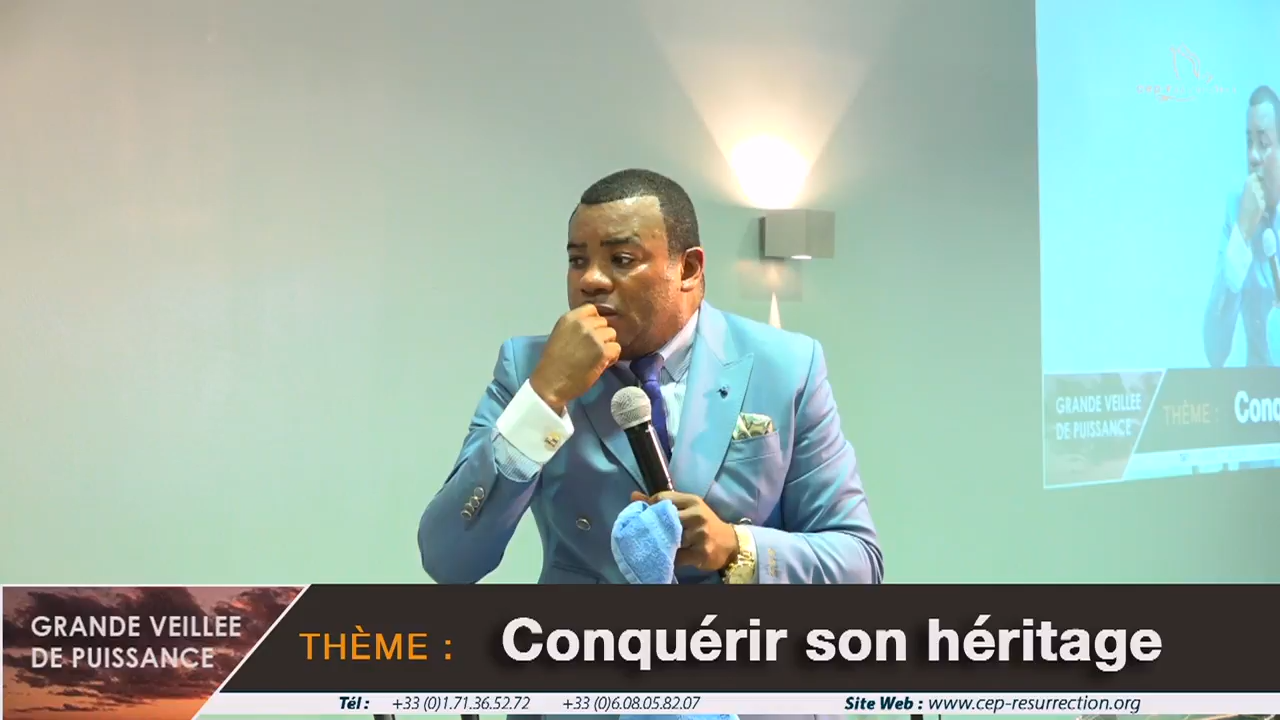 GRANDE VEILLEE
DE PUISSANCE
THÈME :
Conq
GRANDE VEILLEE
DE PUISSANCE
THÈME : Conquérir son héritage
Tél : +33 (0)1.71.36.52.72 +33 (0)6.08.05.82.07 Site Web : www.cep-resurrection.org